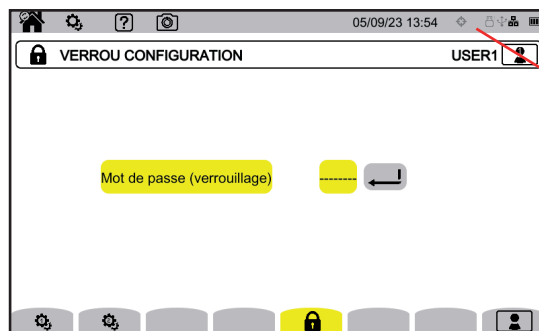 ?
05/09/23 13:54
VERROU CONFIGURATION
USER1
Mot de passe (verrouillage)
--------